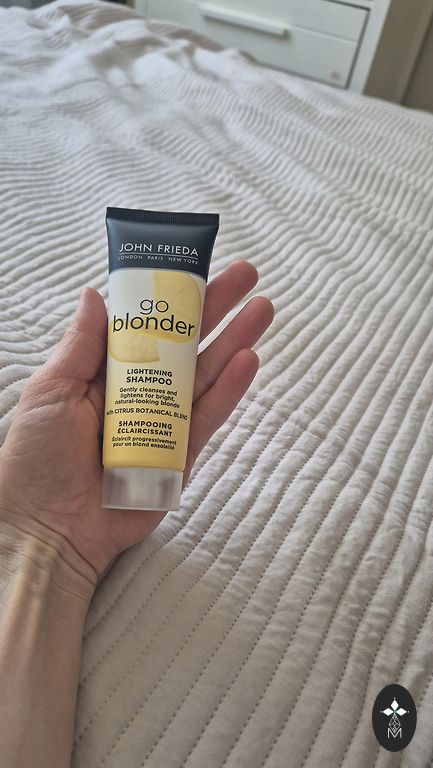 JOHN FRIEDA
LONDON PARIS NEW YORK
go
blonder
LIGHTENING
SHAMPOO
Gently cleanses and
lightens for bright,
natural-looking blonde
with CITRUS BOTANICAL BLEND
SHAMPOOING
ÉCLAIRCISSANT
Éclaircit progressivement
pour un blond ensoleillé
M